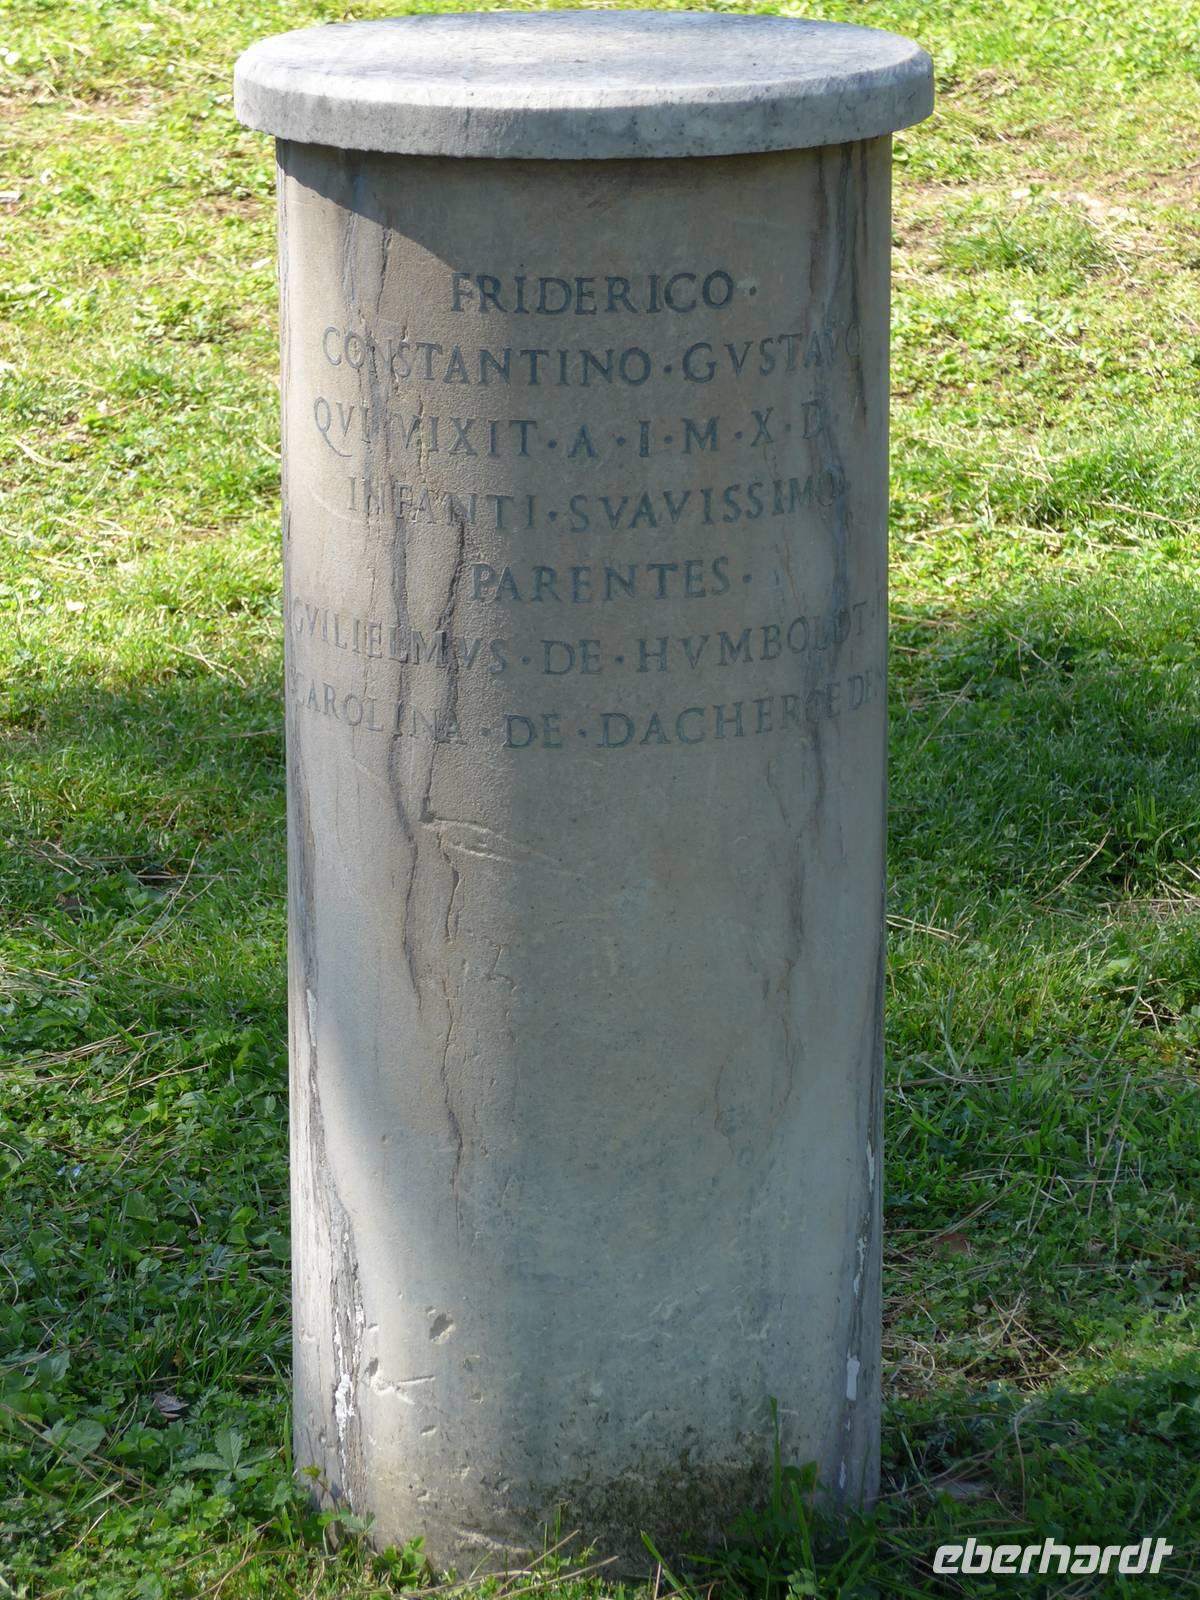 FRIDERICO ·
CONSTANTINO · GVSTAVO
QVI VIXIT · A · I · M · X · D ·
INFANTI · SVAVISSIMO
PARENTES ·
GVILIELMVS · DE · HVMBOLDT
CAROLINA · DE · DACHEROEDEN
eberhardt